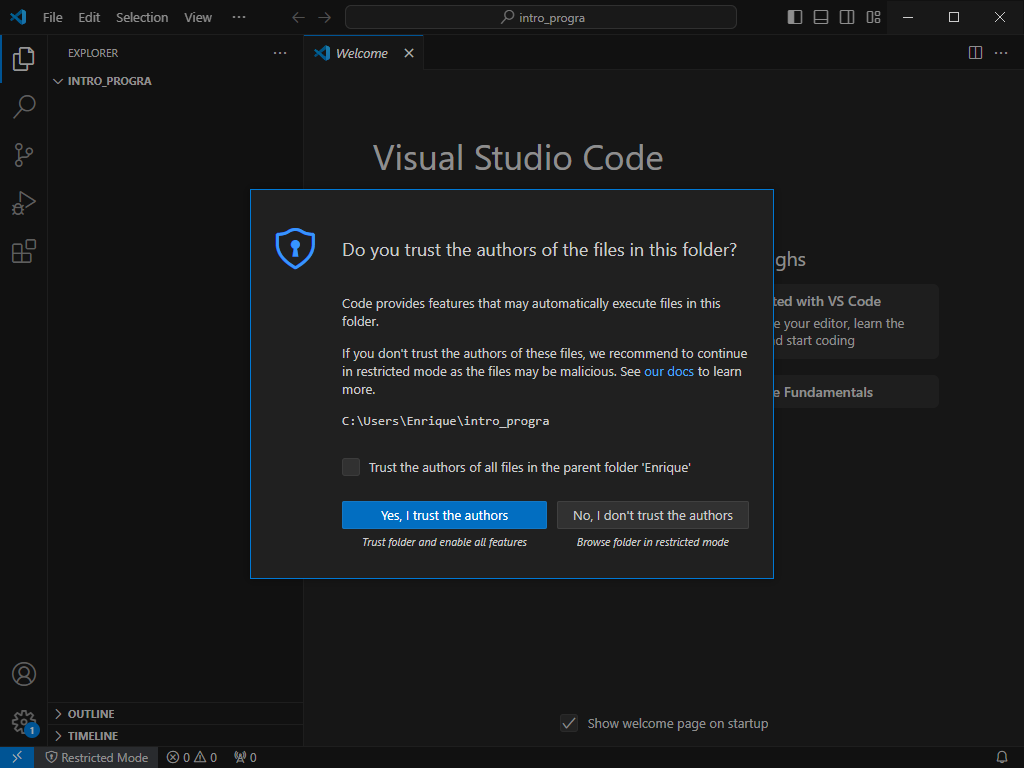 File Edit Selection View ··· intro_progra
EXPLORER ···
INTRO_PROGRA
Welcome
Visual Studio Code
Do you trust the authors of the files in this folder?
Code provides features that may automatically execute files in this
folder.
If you don't trust the authors of these files, we recommend to continue
in restricted mode as the files may be malicious. See our docs to learn
more.
C:\Users\Enrique\intro_progra
Trust the authors of all files in the parent folder 'Enrique'
Yes, I trust the authors
No, I don't trust the authors
Trust folder and enable all features
Browse folder in restricted mode
ghs
ted with VS Code
e your editor, learn the
nd start coding
e Fundamentals
Show welcome page on startup
1
OUTLINE
TIMELINE
Restricted Mode 0 0 0